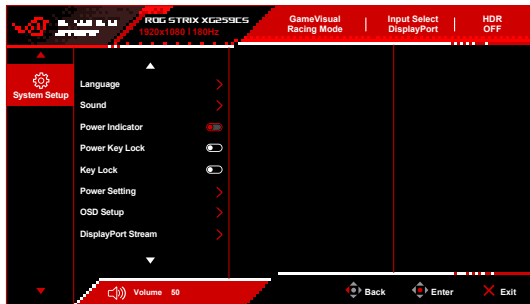 ROG STRIX XG259CS
1920x1080 | 180Hz
GameVisual
Racing Mode
Input Select
DisplayPort
HDR
OFF
System Setup
Language
Sound
Power Indicator
Power Key Lock
Key Lock
Power Setting
OSD Setup
DisplayPort Stream
Volume 50
Back
Enter
Exit